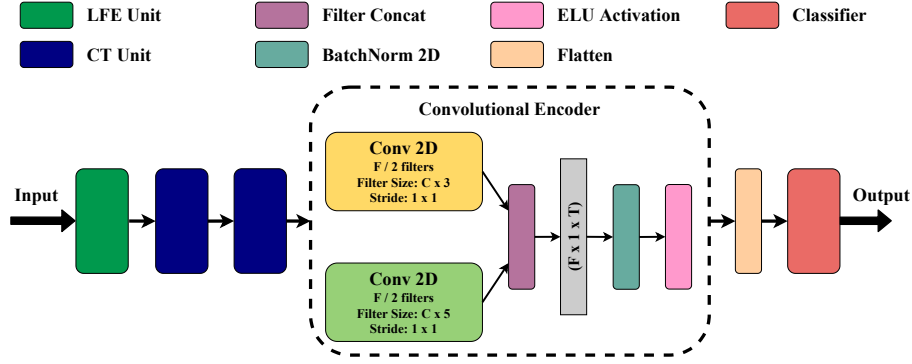 LFE Unit
Filter Concat
ELU Activation
Classifier
CT Unit
BatchNorm 2D
Flatten
Convolutional Encoder
Input
Conv 2D
F / 2 filters
Filter Size: C x 3
Stride: 1 x 1
Conv 2D
F / 2 filters
Filter Size: C x 5
Stride: 1 x 1
(F x 1 x T)
Output